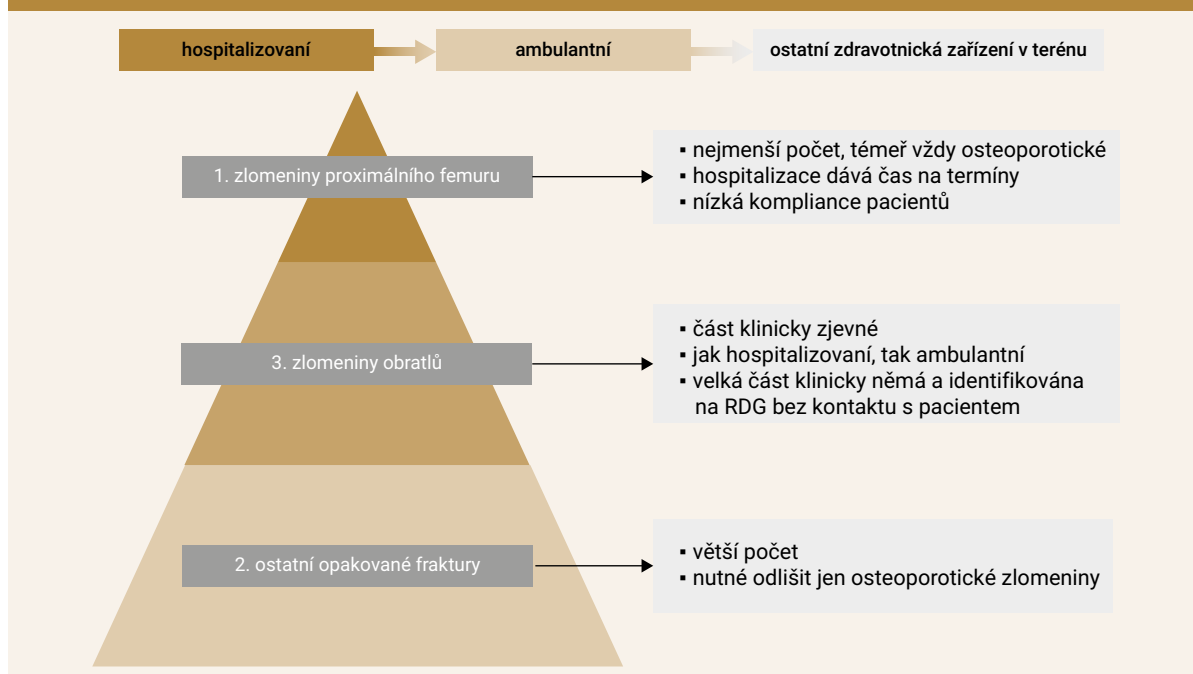 hospitalizovaní
ambulantní
ostatní zdravotnická zařízení v terénu
1. zlomeniny proximálního femuru
▪ nejmenší počet, témeř vždy osteoporotické
▪ hospitalizace dává čas na termíny
▪ nízká kompliance pacientů
3. zlomeniny obratlů
▪ část klinicky zjevné
▪ jak hospitalizovaní, tak ambulantní
▪ velká část klinicky němá a identifikována
na RDG bez kontaktu s pacientem
2. ostatní opakované fraktury
▪ větší počet
▪ nutné odlišit jen osteoporotické zlomeniny